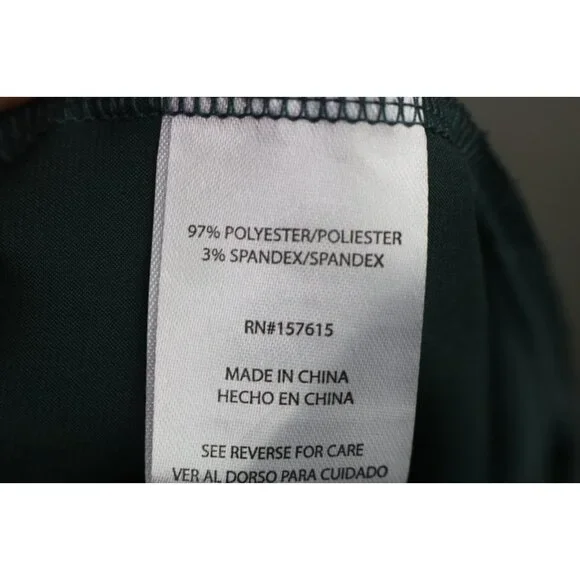 97% POLYESTER/POLIESTER
3% SPANDEX/SPANDEX
RN#157615
MADE IN CHINA
HECHO EN CHINA
SEE REVERSE FOR CARE
VER AL DORSO PARA CUIDADO